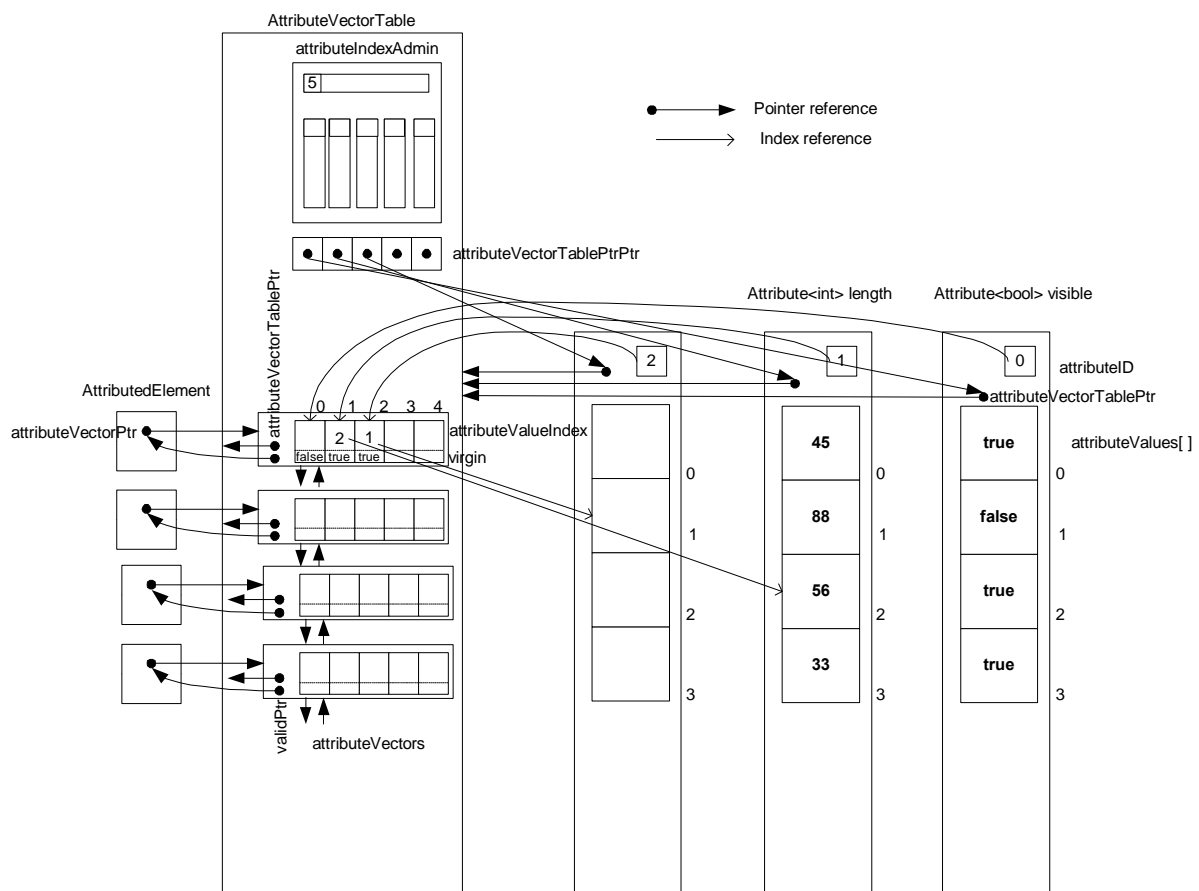 AttributeVectorTable
attributeIndexAdmin
5
Pointer reference
Index reference
attributeVectorTablePtrPtr
attributeVectorTablePtr
Attribute<int> length
Attribute<bool> visible
2
1
0
attributeID
attributeVectorTablePtr
AttributedElement
attributeVectorPtr
0 1 2 3 4
2 1
attributeValueIndex
false true true
virgin
attributeValues[ ]
45
88
56
33
true
false
true
true
0
1
2
3
0
1
2
3
0
1
2
3
validPtr
attributeVectors